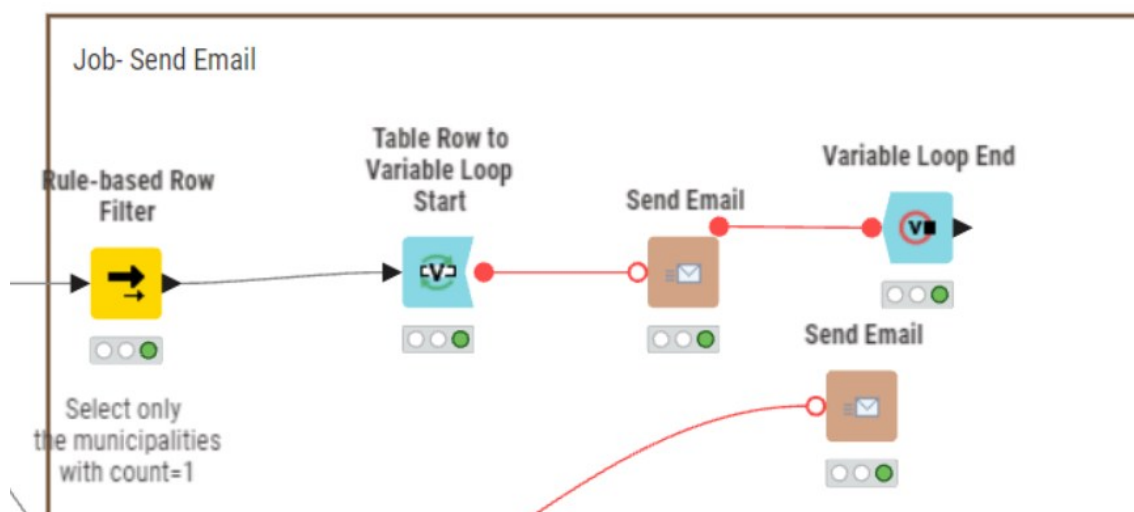 Job- Send Email
Rule-based Row
Filter
Select only
the municipalities
with count=1
Table Row to
Variable Loop
Start
Send Email
Variable Loop End
V
V
Send Email